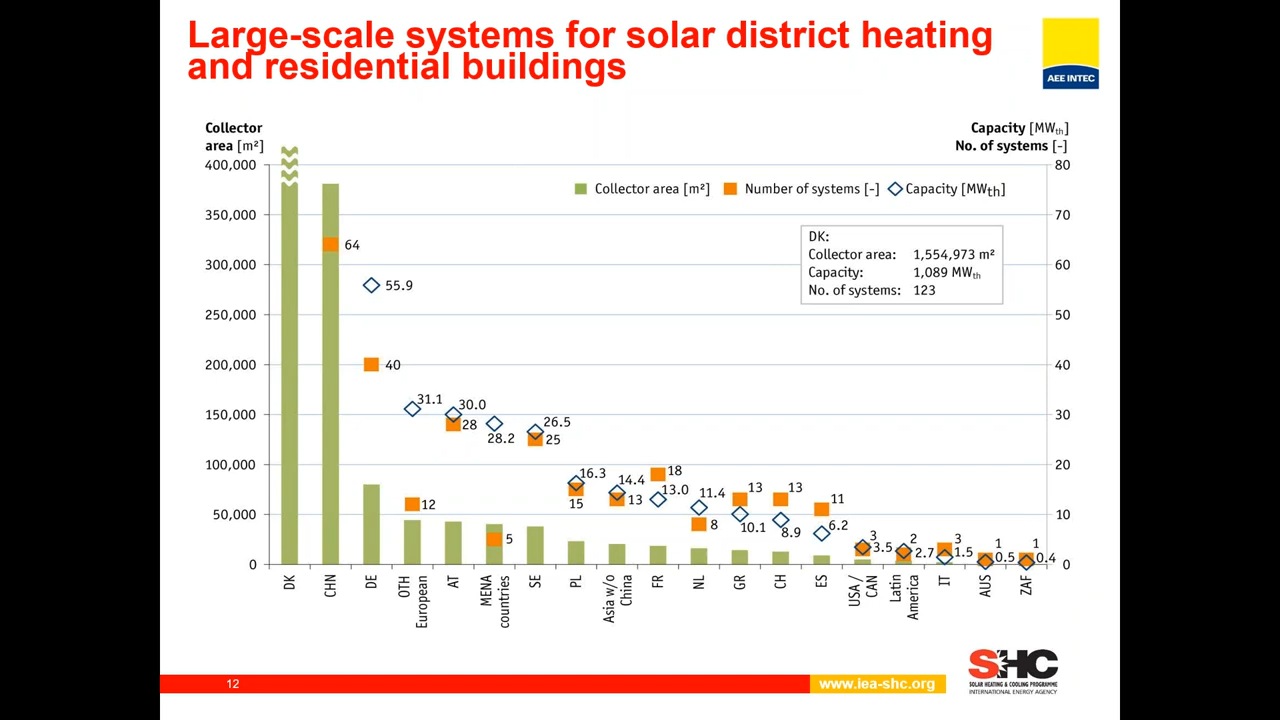 Large-scale systems for solar district heating
and residential buildings
AEE INTEC
Collector
area [m²]
Capacity [MWth]
No. of systems [-]
400,000
350,000
300,000
250,000
200,000
150,000
100,000
50,000
0
80
70
60
50
40
30
20
10
0
Collector area [m²]
Number of systems [-]
Capacity [MWth]
DK:
Collector area: 1,554,973 m²
Capacity: 1,089 MWth
No. of systems: 123
64
55.9
40
31.1
12
30.0
28
28.2
5
26.5
25
16.3
15
14.4
13
18
13.0
11.4
8
13
10.1
13
8.9
11
6.2
3
3.5
2
2.7
3
1.5
1
0.5
1
0.4
DK
CHN
DE
OTH
European
AT
MENA
countries
SE
PL
Asia w/o
China
FR
NL
GR
CH
ES
USA/
CAN
Latin
America
IT
AUS
ZAF
12
www.iea-shc.org
SHC
SOLAR HEATING & COOLING PROGRAMME
INTERNATIONAL ENERGY AGENCY